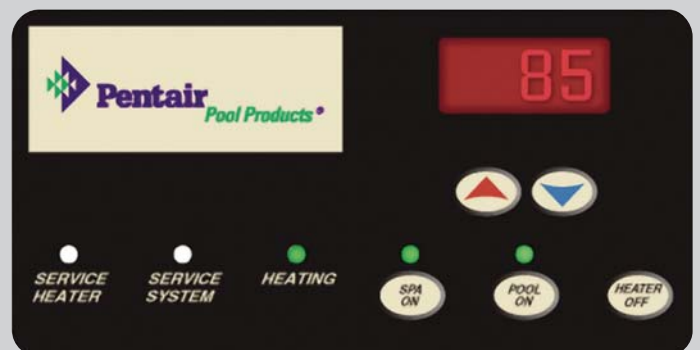 Pentair
Pool Products®
85
SERVICE
HEATER
SERVICE
SYSTEM
HEATING
SPA
ON
POOL
ON
HEATER
OFF